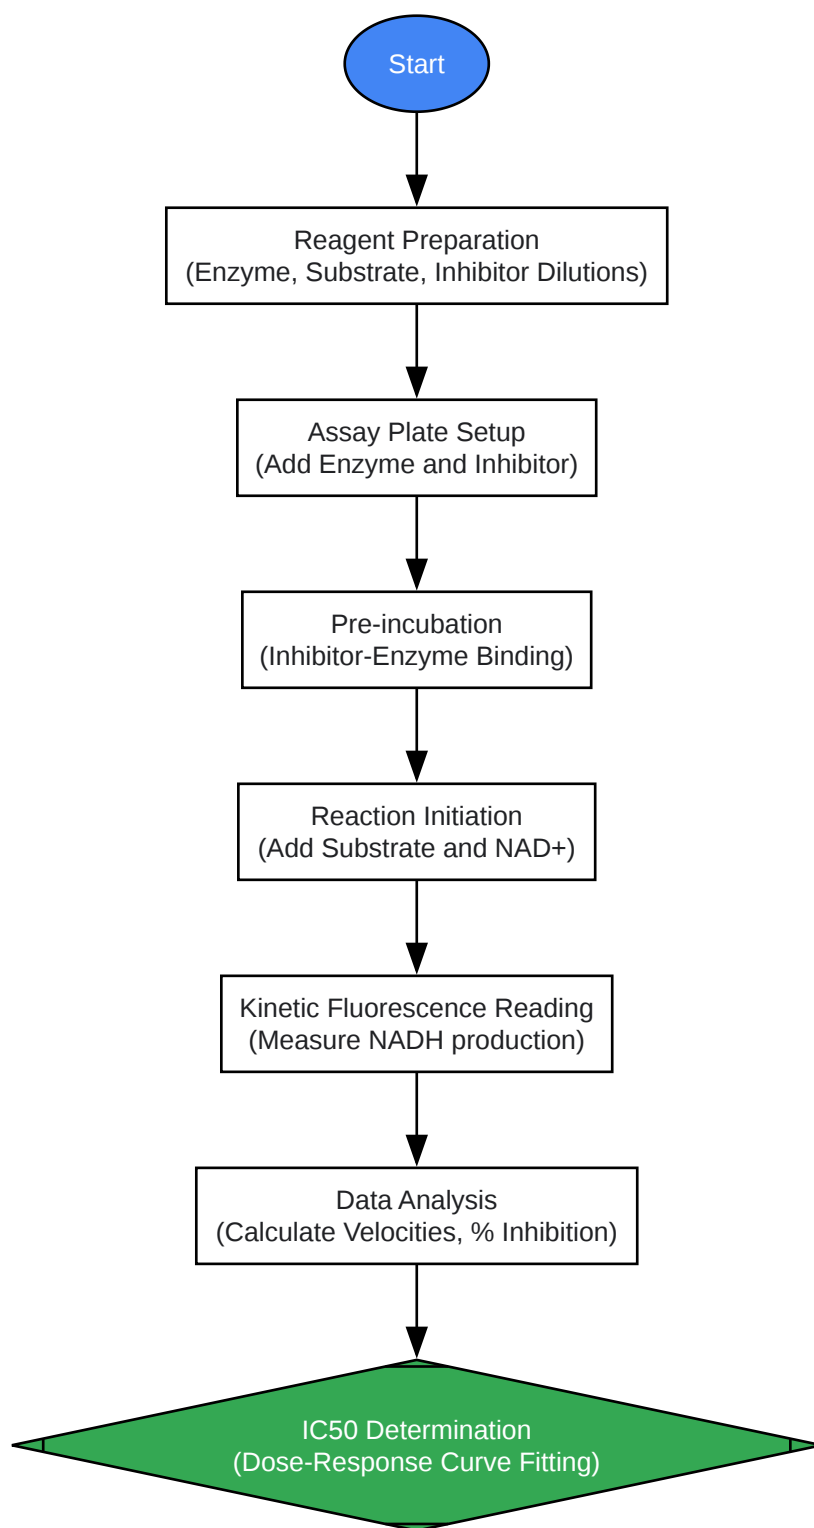 Start
Reagent Preparation
(Enzyme, Substrate, Inhibitor Dilutions)
Assay Plate Setup
(Add Enzyme and Inhibitor)
Pre-incubation
(Inhibitor-Enzyme Binding)
Reaction Initiation
(Add Substrate and NAD+)
Kinetic Fluorescence Reading
(Measure NADH production)
Data Analysis
(Calculate Velocities, % Inhibition)
IC50 Determination
(Dose-Response Curve Fitting)